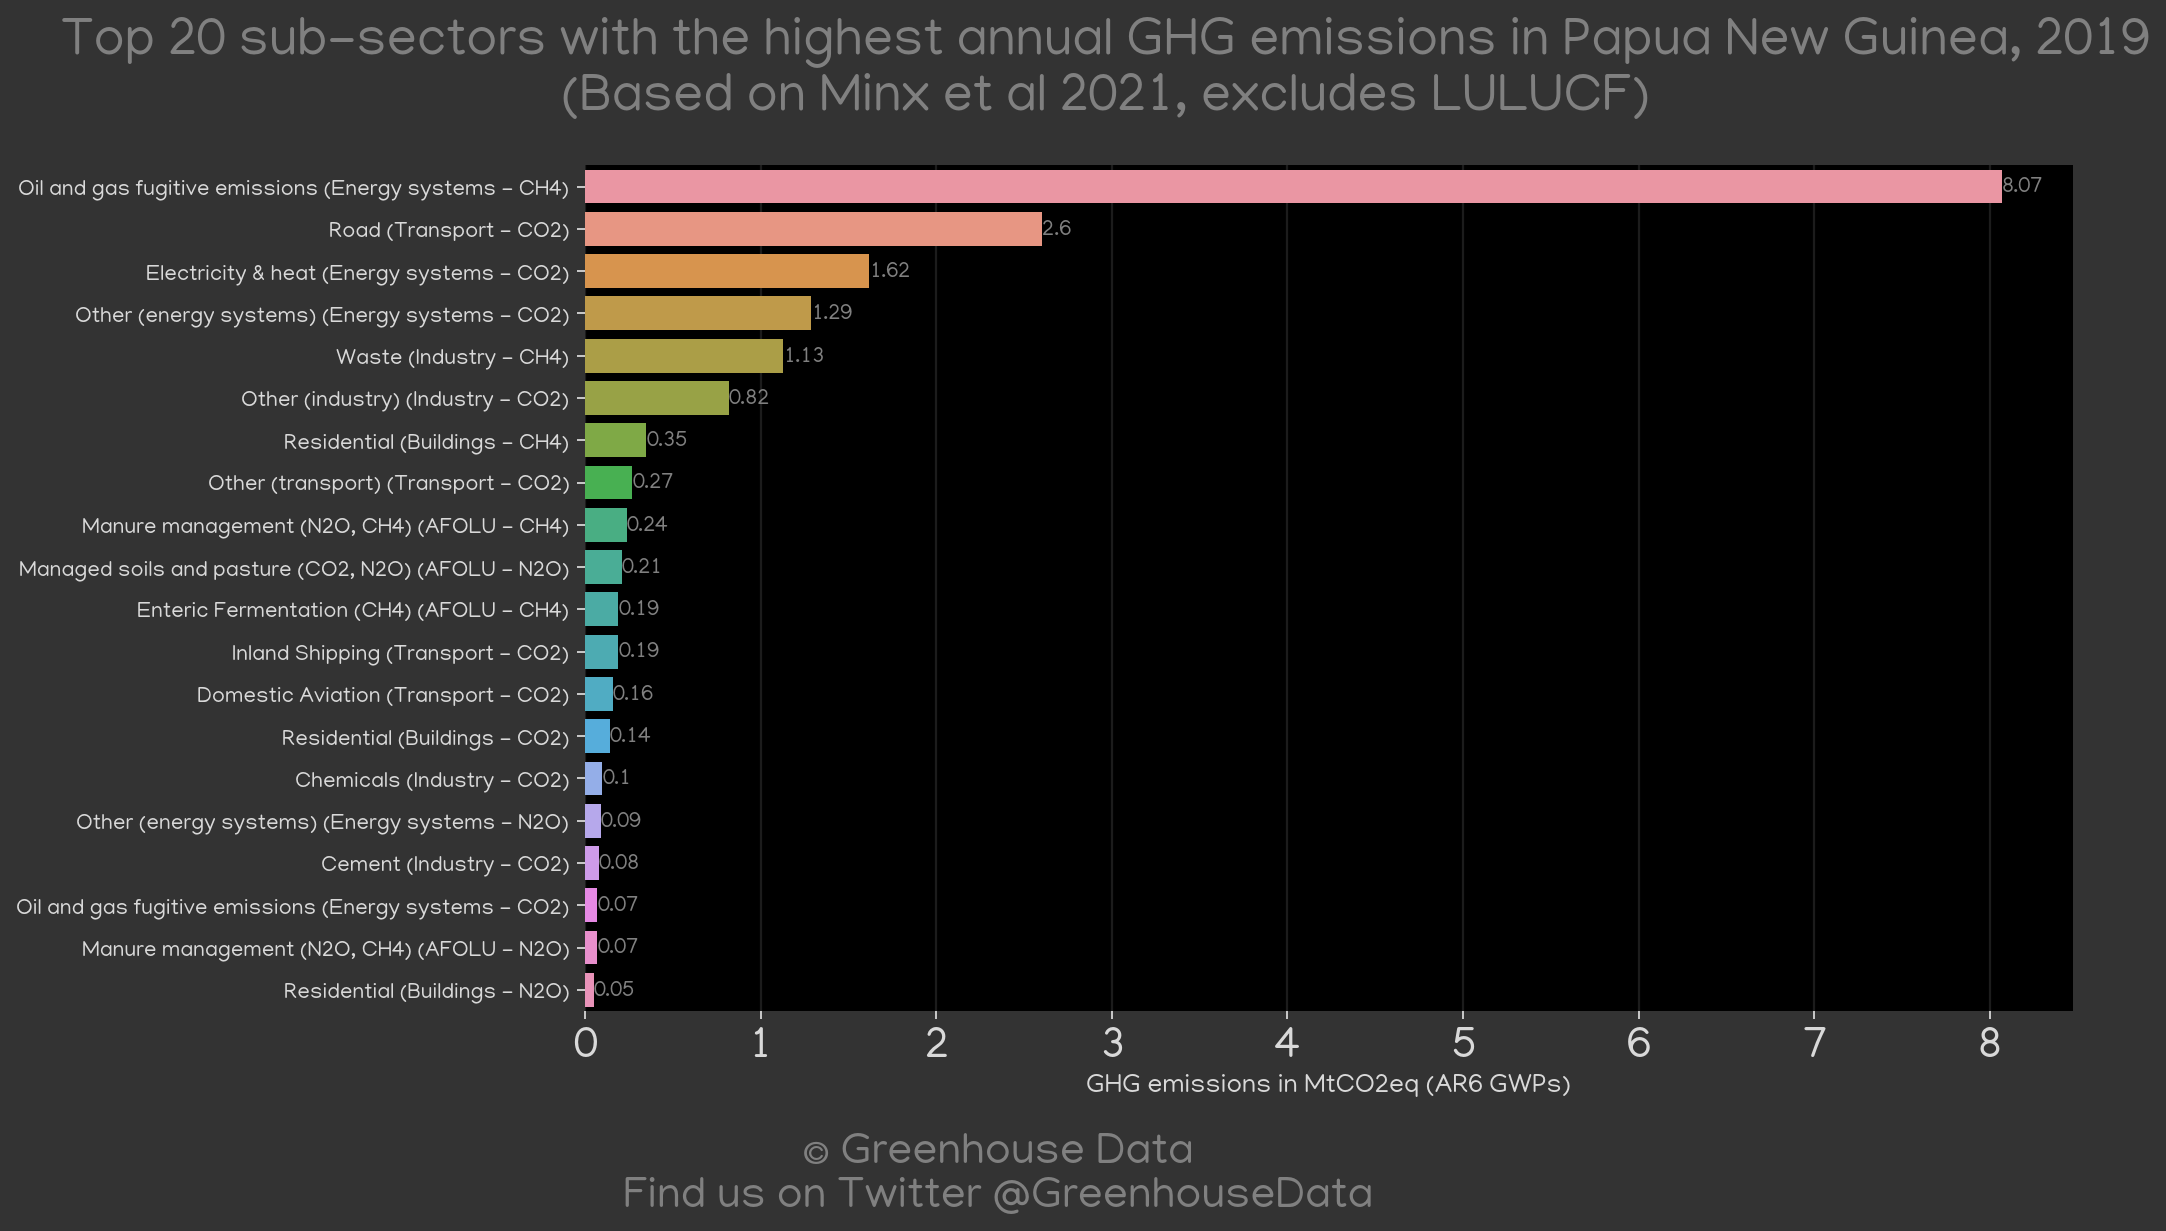 Top 20 sub-sectors with the highest annual GHG emissions in Papua New Guinea, 2019
(Based on Minx et al 2021, excludes LULUCF)
Oil and gas fugitive emissions (Energy systems - CH4) 8.07
Road (Transport - CO2) 2.6
Electricity & heat (Energy systems - CO2) 1.62
Other (energy systems) (Energy systems - CO2) 1.29
Waste (Industry - CH4) 1.13
Other (industry) (Industry - CO2) 0.82
Residential (Buildings - CH4) 0.35
Other (transport) (Transport - CO2) 0.27
Manure management (N2O, CH4) (AFOLU - CH4) 0.24
Managed soils and pasture (CO2, N2O) (AFOLU - N2O) 0.21
Enteric Fermentation (CH4) (AFOLU - CH4) 0.19
Inland Shipping (Transport - CO2) 0.19
Domestic Aviation (Transport - CO2) 0.16
Residential (Buildings - CO2) 0.14
Chemicals (Industry - CO2) 0.1
Other (energy systems) (Energy systems - N2O) 0.09
Cement (Industry - CO2) 0.08
Oil and gas fugitive emissions (Energy systems - CO2) 0.07
Manure management (N2O, CH4) (AFOLU - N2O) 0.07
Residential (Buildings - N2O) 0.05
0 1 2 3 4 5 6 7 8
GHG emissions in MtCO2eq (AR6 GWPs)
© Greenhouse Data
Find us on Twitter @GreenhouseData